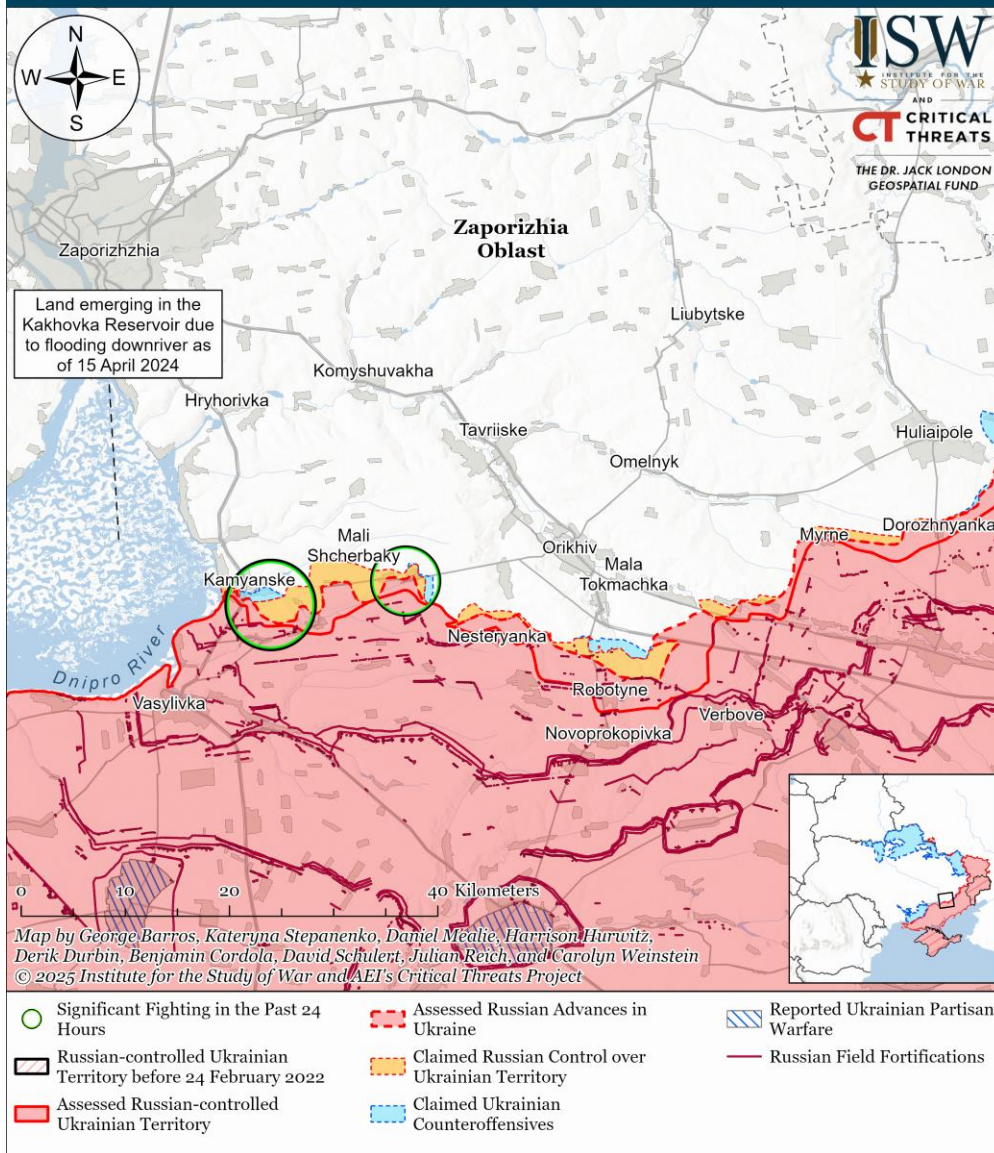 N
W
E
S
ISW
INSTITUTE FOR THE
STUDY OF WAR
AND
CT CRITICAL
THREATS
THE DR. JACK LONDON
GEOSPATIAL FUND
Zaporizhia
Oblast
Zaporizhzhia
Land emerging in the
Kakhovka Reservoir due
to flooding downriver as
of 15 April 2024
Liubytske
Komyshuvakha
Hryhorivka
Tavriiske
Huliaipole
Omelnyk
Mali
Shcherbaky
Myrne
Dorozhnyanka
Orikhiv
Mala
Tokmachka
Kamyanske
Nesteryanka
Dnipro River
Robotyne
Vasylivka
Verbove
Novoprokopivka
0 10 20 40 Kilometers
Map by George Barros, Kateryna Stepanenko, Daniel Mealie, Harrison Hurwitz,
Derik Durbin, Benjamin Cordola, David Schulert, Julian Reich, and Carolyn Weinstein
© 2025 Institute for the Study of War and AEI's Critical Threats Project
Significant Fighting in the Past 24
Hours
Russian-controlled Ukrainian
Territory before 24 February 2022
Assessed Russian-controlled
Ukrainian Territory
Assessed Russian Advances in
Ukraine
Claimed Russian Control over
Ukrainian Territory
Claimed Ukrainian
Counteroffensives
Reported Ukrainian Partisan
Warfare
Russian Field Fortifications